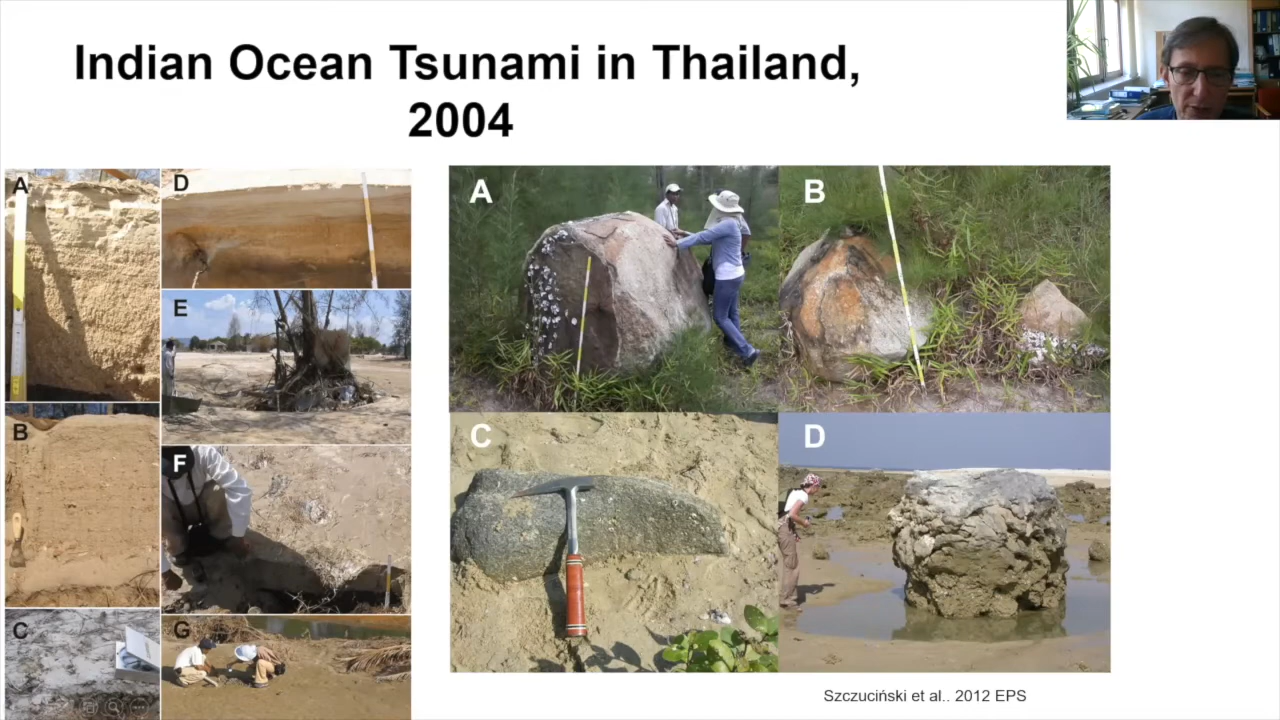 Indian Ocean Tsunami in Thailand,
2004
A
D
E
B
F
C
G
A
B
C
D
Szczuciński et al.. 2012 EPS